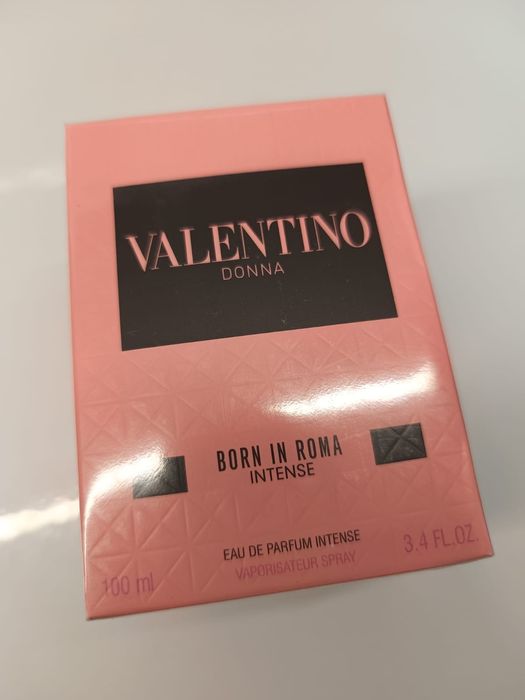 VALENTINO
DONNA
BORN IN ROMA
INTENSE
EAU DE PARFUM INTENSE
VAPORISATEUR SPRAY
100 ml
3.4 FL.OZ.